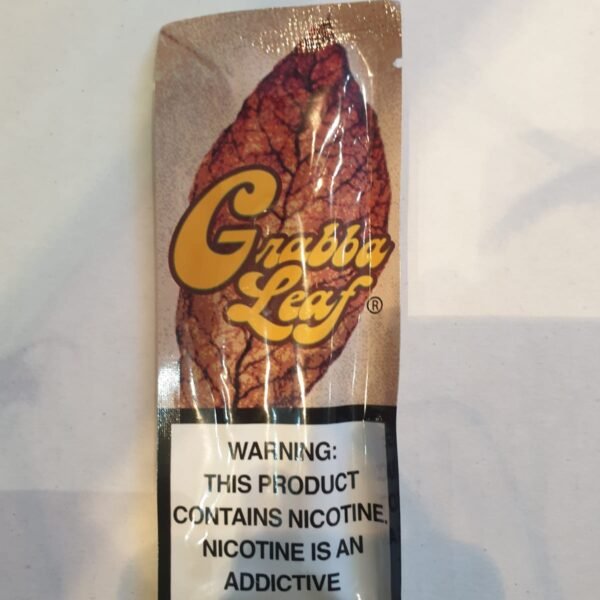 Grabba
Leaf®
WARNING:
THIS PRODUCT
CONTAINS NICOTINE.
NICOTINE IS AN
ADDICTIVE